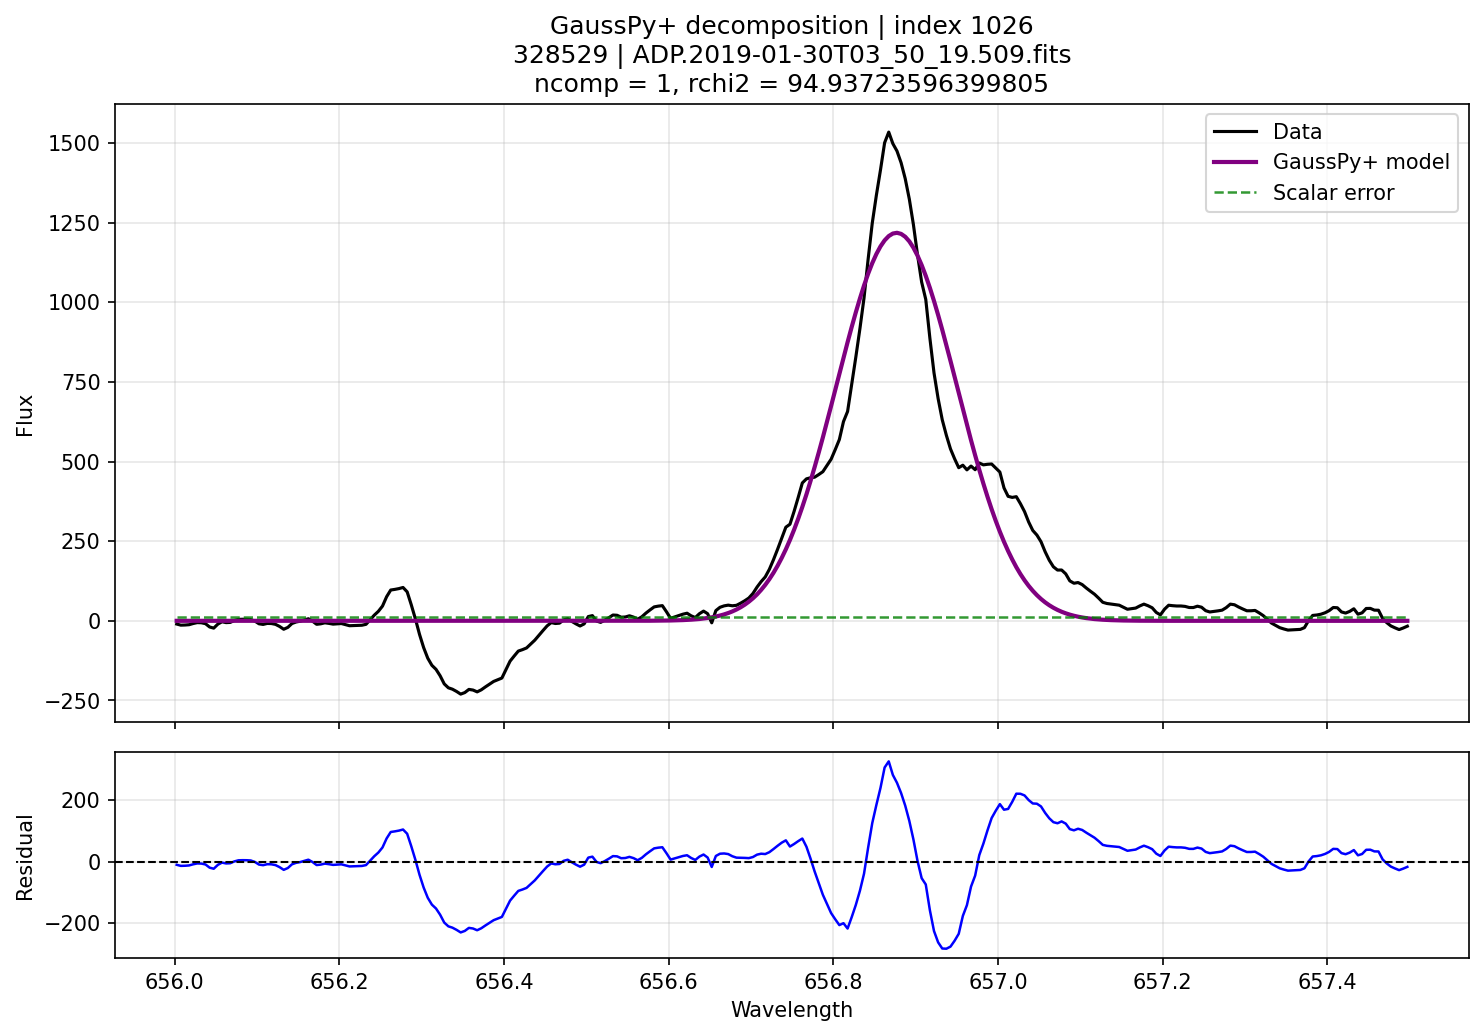 GaussPy+ decomposition | index 1026
328529 | ADP.2019-01-30T03_50_19.509.fits
ncomp = 1, rchi2 = 94.93723596399805
Data
GaussPy+ model
Scalar error
1500
1250
1000
750
500
250
0
−250
Flux
200
0
−200
Residual
656.0 656.2 656.4 656.6 656.8 657.0 657.2 657.4
Wavelength